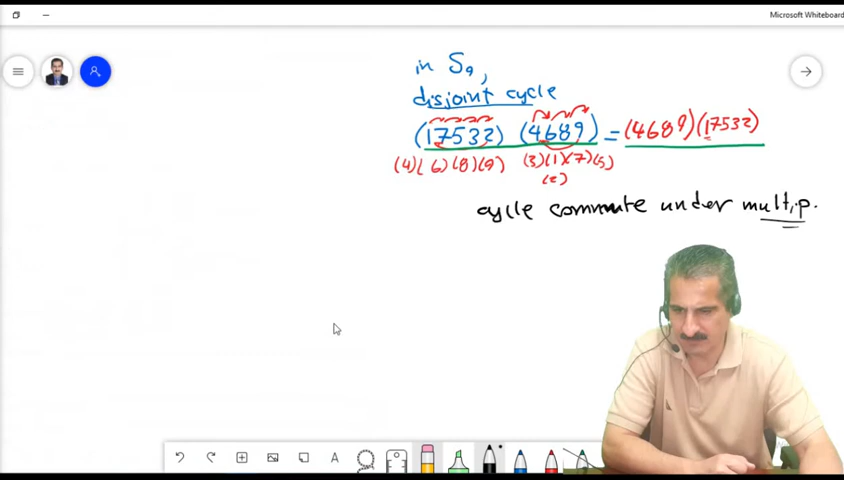 Microsoft Whiteboard
in S9,
disjoint cycle
(17532) (4689) = (4689)(17532)
(4)(6)(8)(9) (3)(1)(7)(5)
(2)
cycle commute under multip.